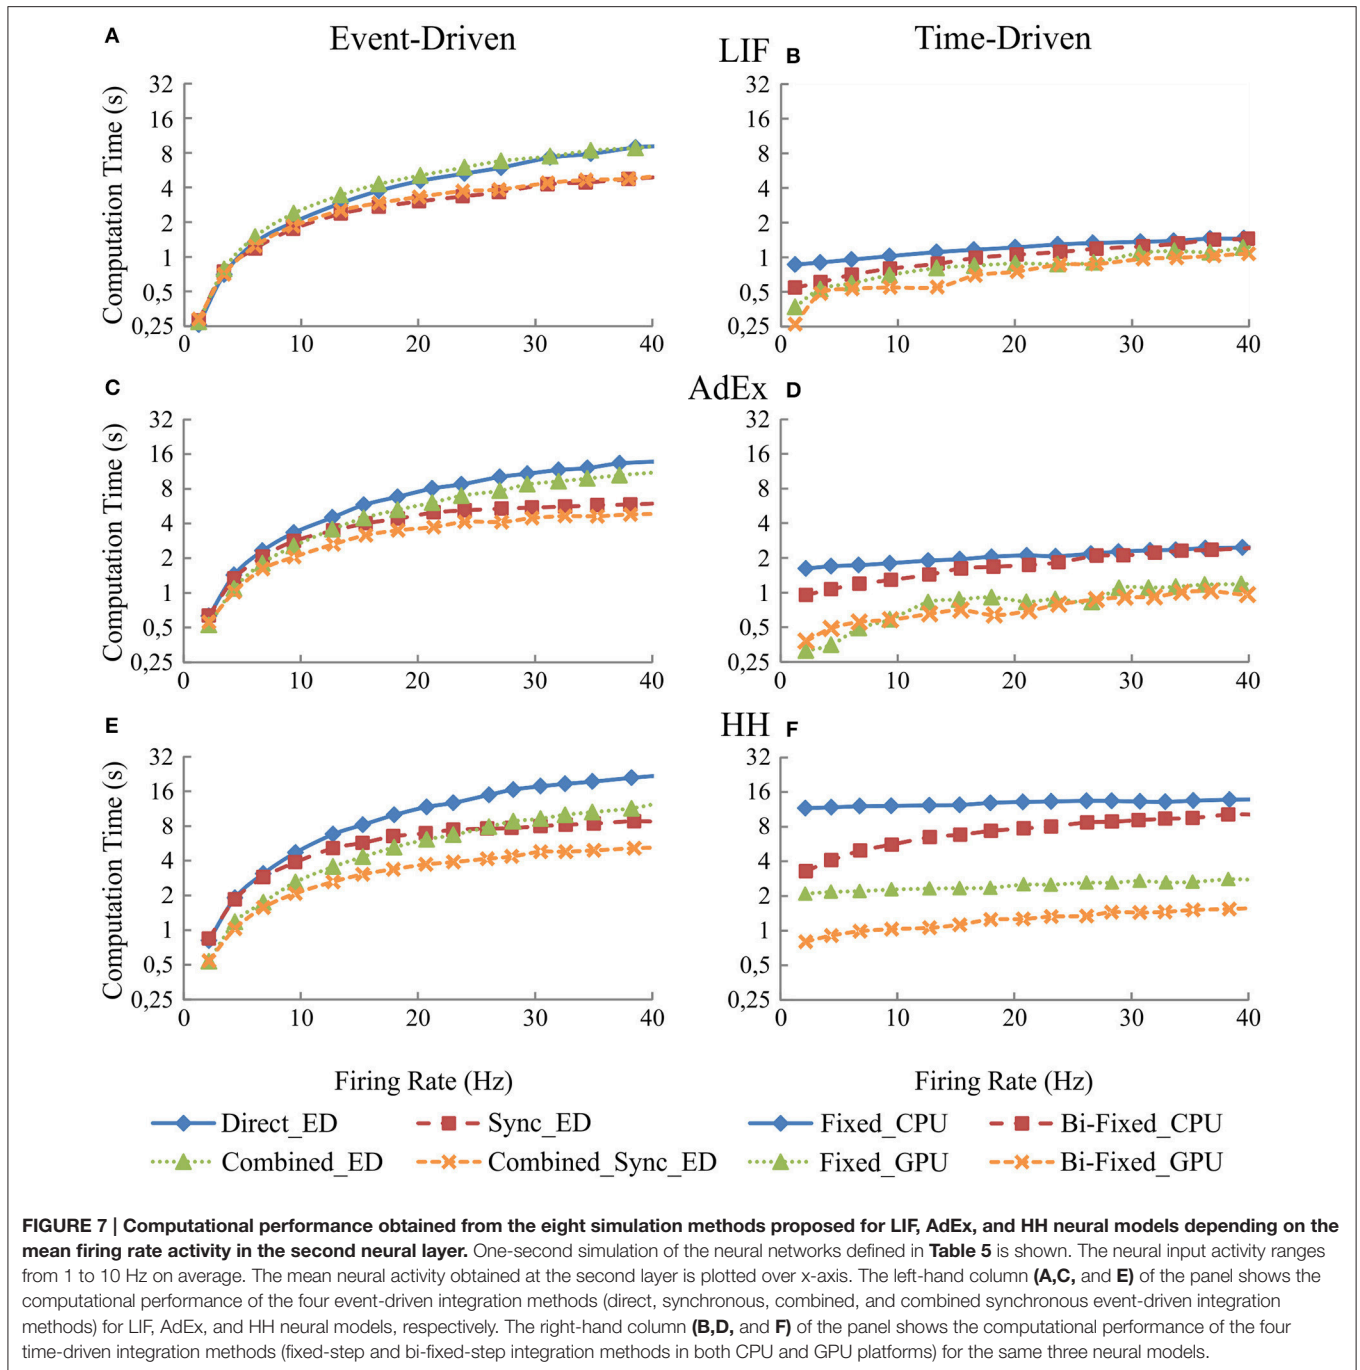 A
Event-Driven
LIF
B
Time-Driven
Computation Time (s)
32
16
8
4
2
1
0,5
0,25
0
10
20
30
40
32
16
8
4
2
1
0,5
0,25
0
10
20
30
40
C
AdEx
D
Computation Time (s)
32
16
8
4
2
1
0,5
0,25
0
10
20
30
40
32
16
8
4
2
1
0,5
0,25
0
10
20
30
40
E
HH
F
Computation Time (s)
32
16
8
4
2
1
0,5
0,25
0
10
20
30
40
32
16
8
4
2
1
0,5
0,25
0
10
20
30
40
Firing Rate (Hz)
Firing Rate (Hz)
Direct_ED
Sync_ED
Fixed_CPU
Bi-Fixed_CPU
Combined_ED
Combined_Sync_ED
Fixed_GPU
Bi-Fixed_GPU
FIGURE 7 | Computational performance obtained from the eight simulation methods proposed for LIF, AdEx, and HH neural models depending on the
mean firing rate activity in the second neural layer. One-second simulation of the neural networks defined in Table 5 is shown. The neural input activity ranges
from 1 to 10 Hz on average. The mean neural activity obtained at the second layer is plotted over x-axis. The left-hand column (A,C, and E) of the panel shows the
computational performance of the four event-driven integration methods (direct, synchronous, combined, and combined synchronous event-driven integration
methods) for LIF, AdEx, and HH neural models, respectively. The right-hand column (B,D, and F) of the panel shows the computational performance of the four
time-driven integration methods (fixed-step and bi-fixed-step integration methods in both CPU and GPU platforms) for the same three neural models.